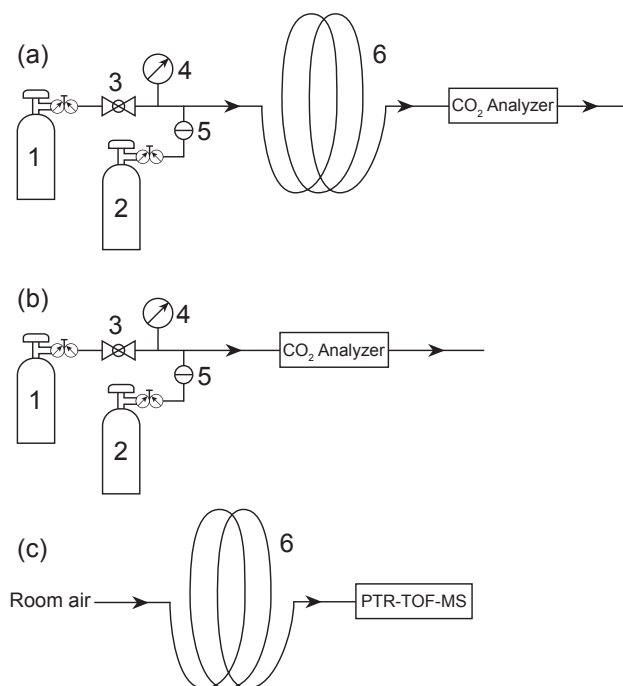 (a)
3
4
6
5
1
2
CO₂ Analyzer
(b)
3
4
5
1
2
CO₂ Analyzer
(c)
6
Room air
PTR-TOF-MS